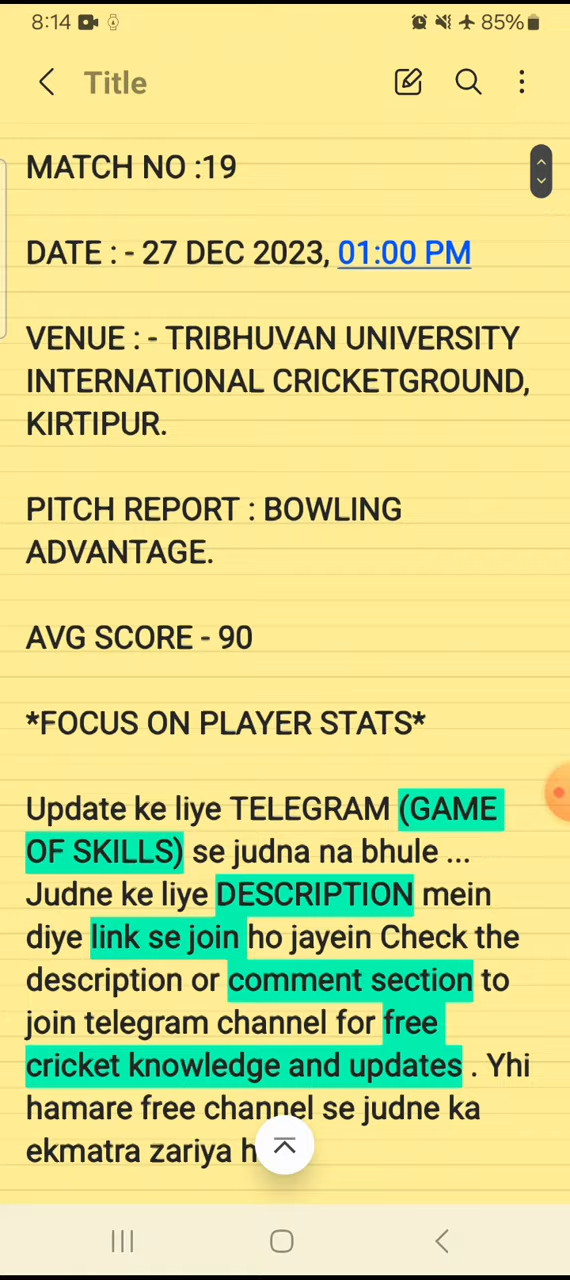 8:14
85%
Title
MATCH NO :19
DATE : - 27 DEC 2023, 01:00 PM
VENUE : - TRIBHUVAN UNIVERSITY
INTERNATIONAL CRICKETGROUND,
KIRTIPUR.
PITCH REPORT : BOWLING
ADVANTAGE.
AVG SCORE - 90
*FOCUS ON PLAYER STATS*
Update ke liye TELEGRAM (GAME
OF SKILLS) se judna na bhule ...
Judne ke liye DESCRIPTION mein
diye link se join ho jayein Check the
description or comment section to
join telegram channel for free
cricket knowledge and updates . Yhi
hamare free channel se judne ka
ekmatra zariya